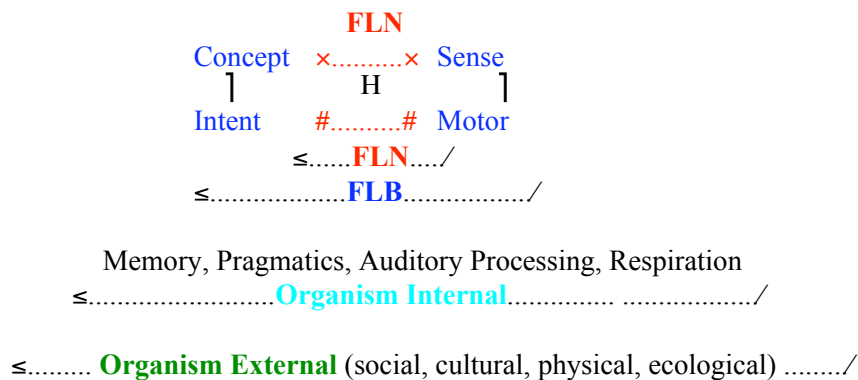 FLN
Concept ×..........× Sense
⌉ H ⌉
Intent #..........# Motor
≤......FLN..../
≤...................FLB................../
Memory, Pragmatics, Auditory Processing, Respiration
≤..........................Organism Internal............... .................../
≤......... Organism External (social, cultural, physical, ecological) ......../